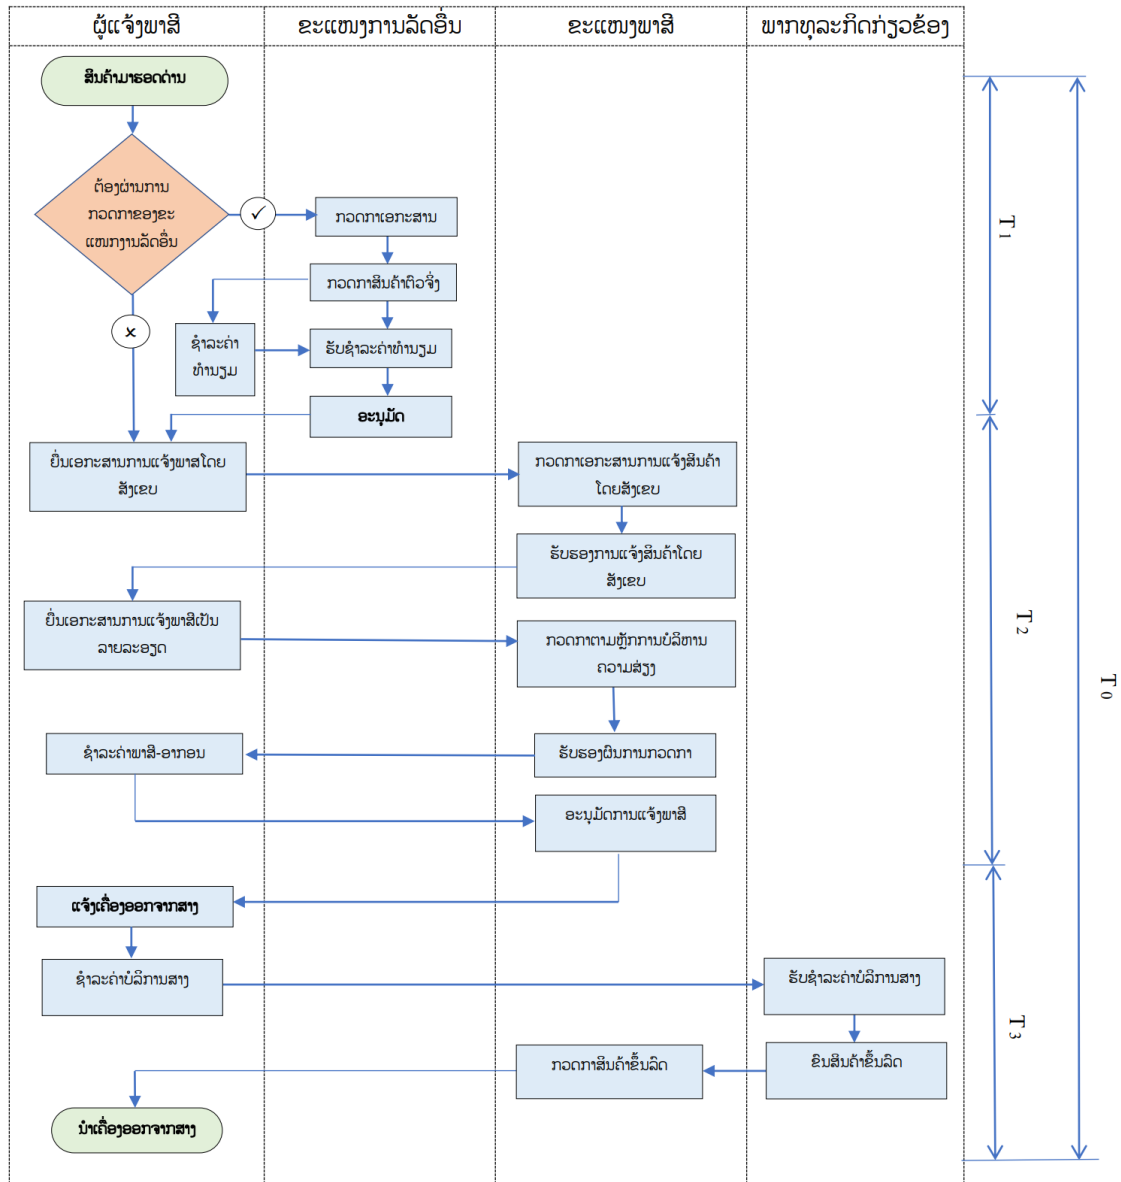 ຜູ້ແຈ້ງພາສີ
ຂະແໜງການລັດອື່ນ
ຂະແໜງພາສີ
ພາກທຸລະກິດກ່ຽວຂ້ອງ
ສິນຄ້າມາຮອດດ່ານ
ຕ້ອງຜ່ານການ
ກວດກາຂອງຂະ
ແໜກງານລັດອື່ນ
✓
ກວດກາເອກະສານ
ກວດກາສິນຄ້າຕົວຈິ່ງ
✗
ຊໍາລະຄ່າ
ທໍານຽມ
ຮັບຊໍາລະຄ່າທໍານຽມ
ອະນຸມັດ
T 1
ຍື່ນເອກະສານການແຈ້ງພາສໂດຍ
ສັງເຂບ
ກວດກາເອກະສານການແຈ້ງສິນຄ້າ
ໂດຍສັງເຂບ
ຮັບຮອງການແຈ້ງສິນຄ້າໂດຍ
ສັງເຂບ
ຍື່ນເອກະສານການແຈ້ງພາສີເປັນ
ລາຍລະອຽດ
ກວດກາຕາມຫຼັກການບໍລິຫານ
ຄວາມສ່ຽງ
T 2
T 0
ຊໍາລະຄ່າພາສີ-ອາກອນ
ຮັບຮອງຜົນການກວດກາ
ອະນຸມັດການແຈ້ງພາສີ
ແຈ້ງເຄື່ອງອອກຈາກສາງ
ຊໍາລະຄ່າບໍລິການສາງ
ຮັບຊໍາລະຄ່າບໍລິການສາງ
T 3
ກວດກາສິນຄ້າຂຶ້ນລົດ
ຂົນສິນຄ້າຂຶ້ນລົດ
ນໍາເຄື່ອງອອກຈາກສາງ